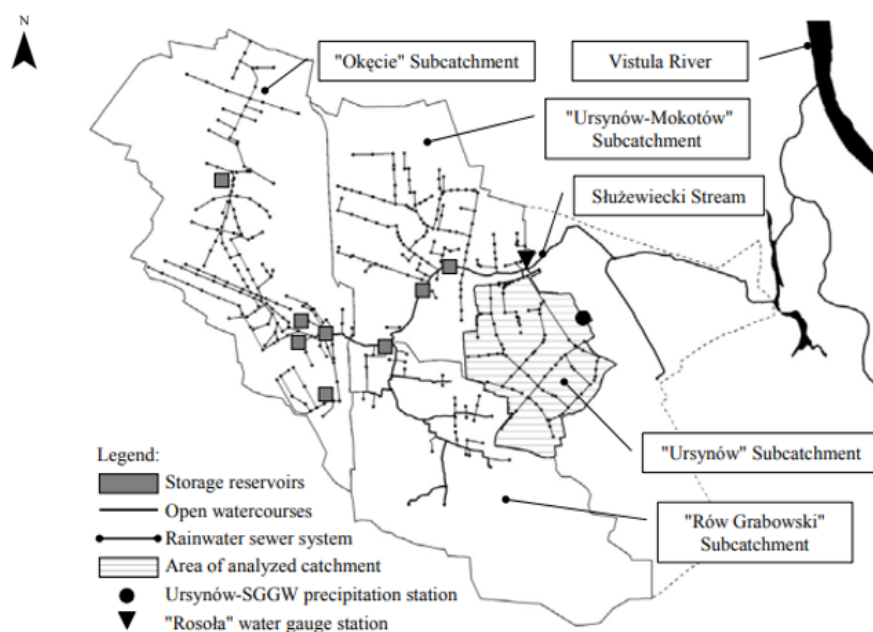 N
"Okęcie" Subcatchment
Vistula River
"Ursynów-Mokotów"
Subcatchment
Służewiecki Stream
"Ursynów" Subcatchment
"Rów Grabowski"
Subcatchment
Legend:
Storage reservoirs
Open watercourses
Rainwater sewer system
Area of analyzed catchment
Ursynów-SGGW precipitation station
"Rosoła" water gauge station